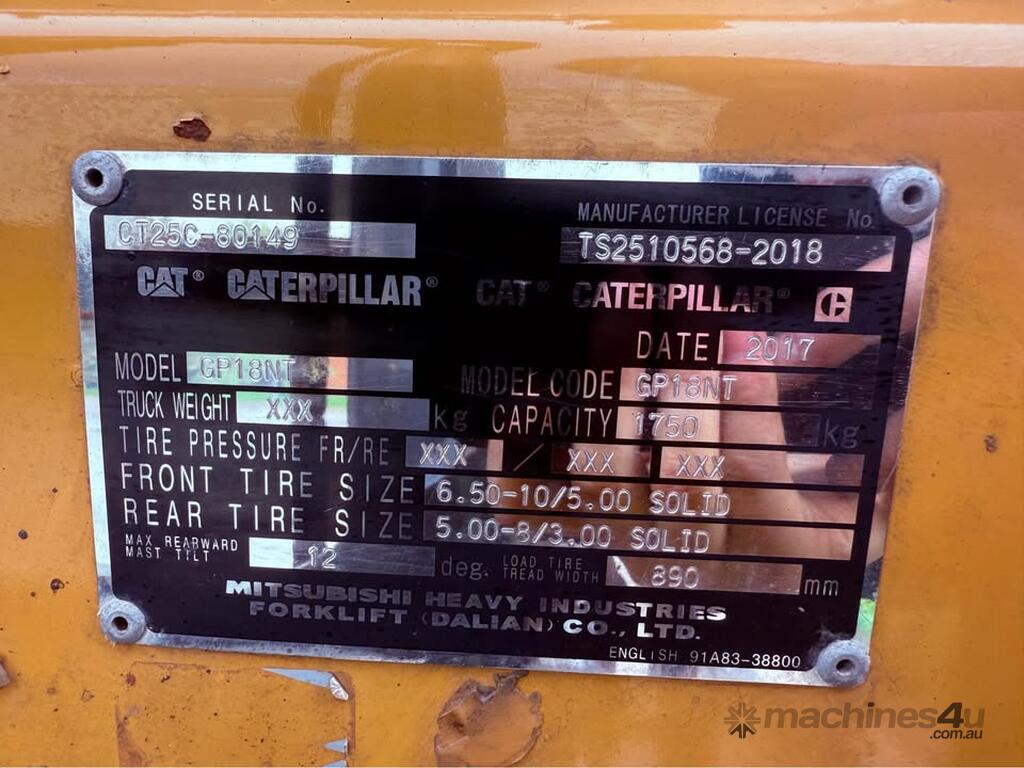 SERIAL No.
MANUFACTURER LICENSE No
CT25C-80149
TS2510568-2018
CAT® CATERPILLAR® CAT® CATERPILLAR® C
DATE 2017
MODEL GP18NT
MODEL CODE GP18NT
TRUCK WEIGHT XXX kg
CAPACITY 1750 kg
TIRE PRESSURE FR/RE XXX / XXX XXX
FRONT TIRE SIZE 6.50-10/5.00 SOLID
REAR TIRE SIZE 5.00-8/3.00 SOLID
MAX REARWARD
MAST TILT 12 deg.
LOAD TIRE
TREAD WIDTH 890 mm
MITSUBISHI HEAVY INDUSTRIES
FORKLIFT (DALIAN) CO., LTD.
ENGLISH 91A83-38800
machines4u
.com.au